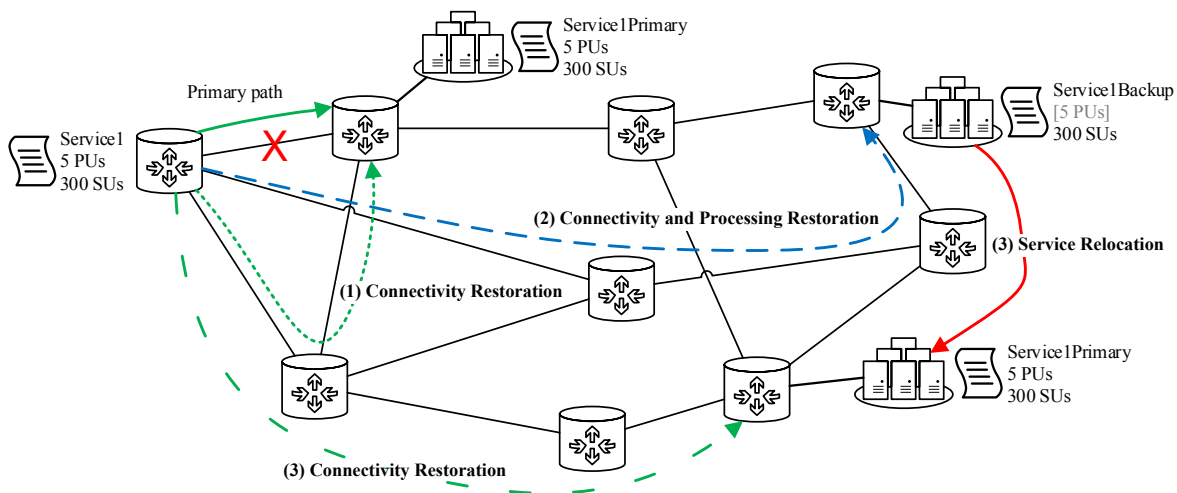 Service1Primary
5 PUs
300 SUs
Primary path
Service1
5 PUs
300 SUs
X
Service1Backup
[5 PUs]
300 SUs
(2) Connectivity and Processing Restoration
(3) Service Relocation
(1) Connectivity Restoration
Service1Primary
5 PUs
300 SUs
(3) Connectivity Restoration